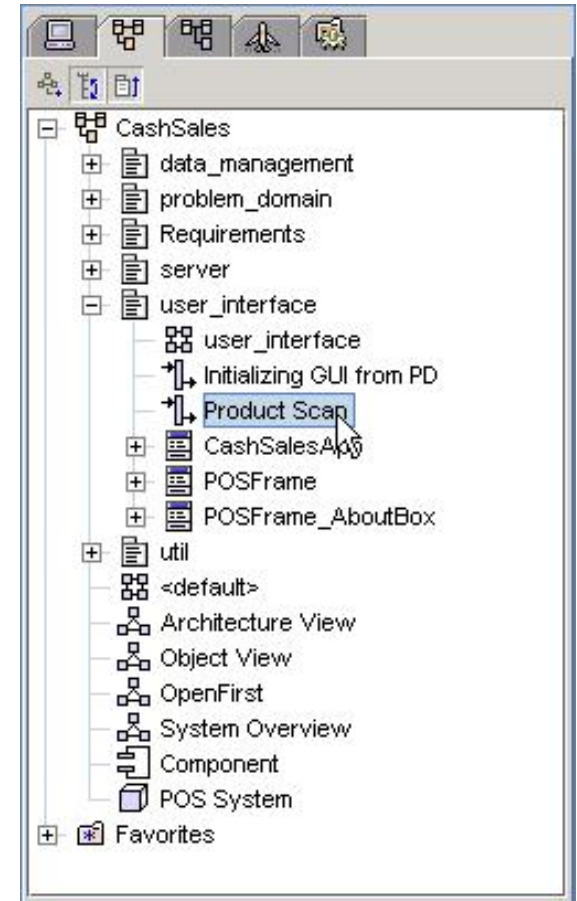 CashSales
data_management
problem_domain
Requirements
server
user_interface
user_interface
Initializing GUI from PD
Product Scan
CashSalesApp
POSFrame
POSFrame_AboutBox
util
<default>
Architecture View
Object View
OpenFirst
System Overview
Component
POS System
Favorites